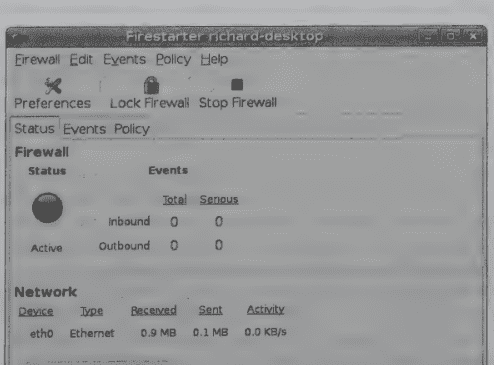 Firestarter richard-desktop
Firewall Edit Events Policy Help
Preferences Lock Firewall Stop Firewall
Status Events Policy
Firewall
Status Events
Total Serious
Inbound 0 0
Active Outbound 0 0
Network
Device Type Received Sent Activity
eth0 Ethernet 0.9 MB 0.1 MB 0.0 KB/s